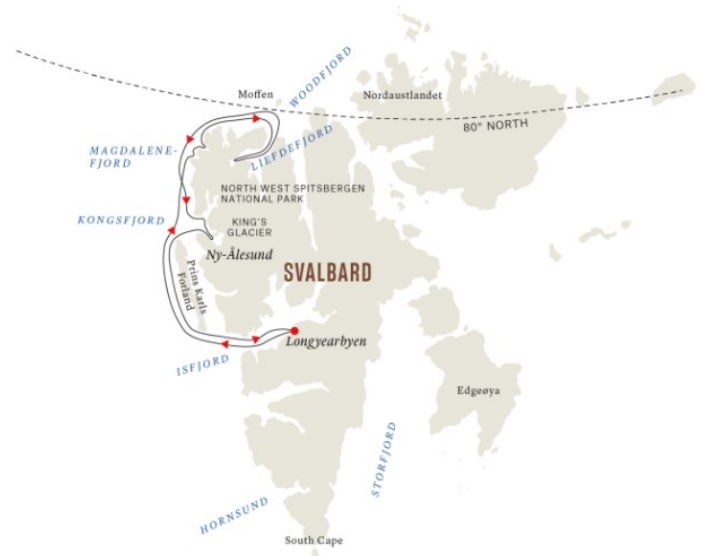 WOODFJORD
Moffen
Nordaustlandet
80° NORTH
MAGDALENE-
FJORD
LIEFDEFJORD
NORTH WEST SPITSBERGEN
NATIONAL PARK
KONGSFJORD
KING'S
GLACIER
Ny-Ålesund
SVALBARD
Prins Karls
Forland
Longyearbyen
ISFJORD
Edgeøya
STORFJORD
HORNSUND
South Cape